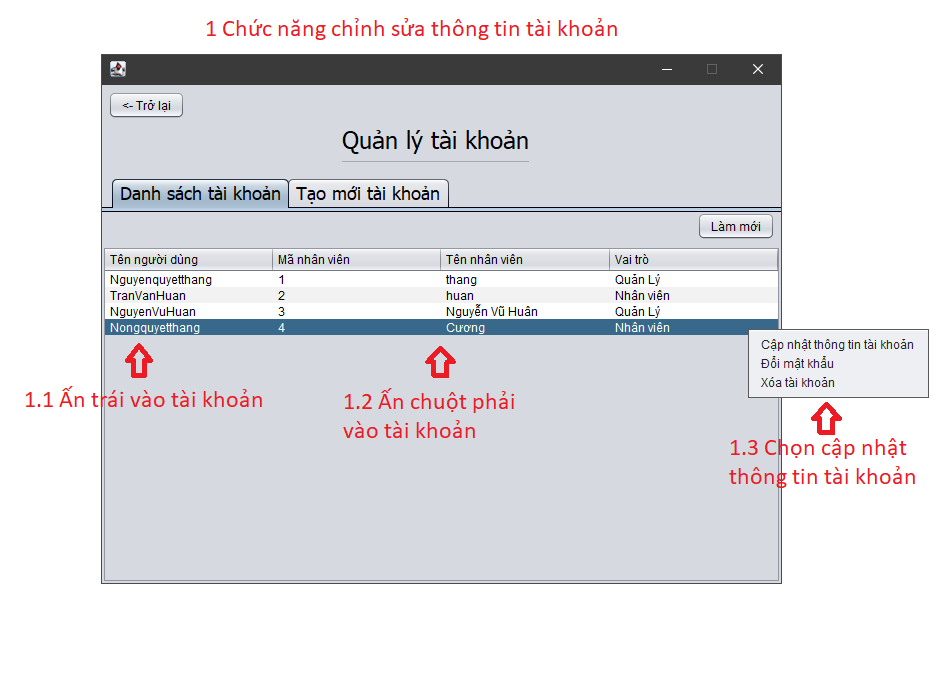 1 Chức năng chỉnh sửa thông tin tài khoản
<- Trở lại
Quản lý tài khoản
Danh sách tài khoản
Tạo mới tài khoản
Làm mới
Tên người dùng Mã nhân viên Tên nhân viên Vai trò
Nguyenquyetthang 1 thang Quản Lý
TranVanHuan 2 huan Nhân viên
NguyenVuHuan 3 Nguyễn Vũ Huân Quản Lý
Nongquyetthang 4 Cương Nhân viên
Cập nhật thông tin tài khoản
Đổi mật khẩu
Xóa tài khoản
1.1 Ấn trái vào tài khoản
1.2 Ấn chuột phải
vào tài khoản
1.3 Chọn cập nhật
thông tin tài khoản